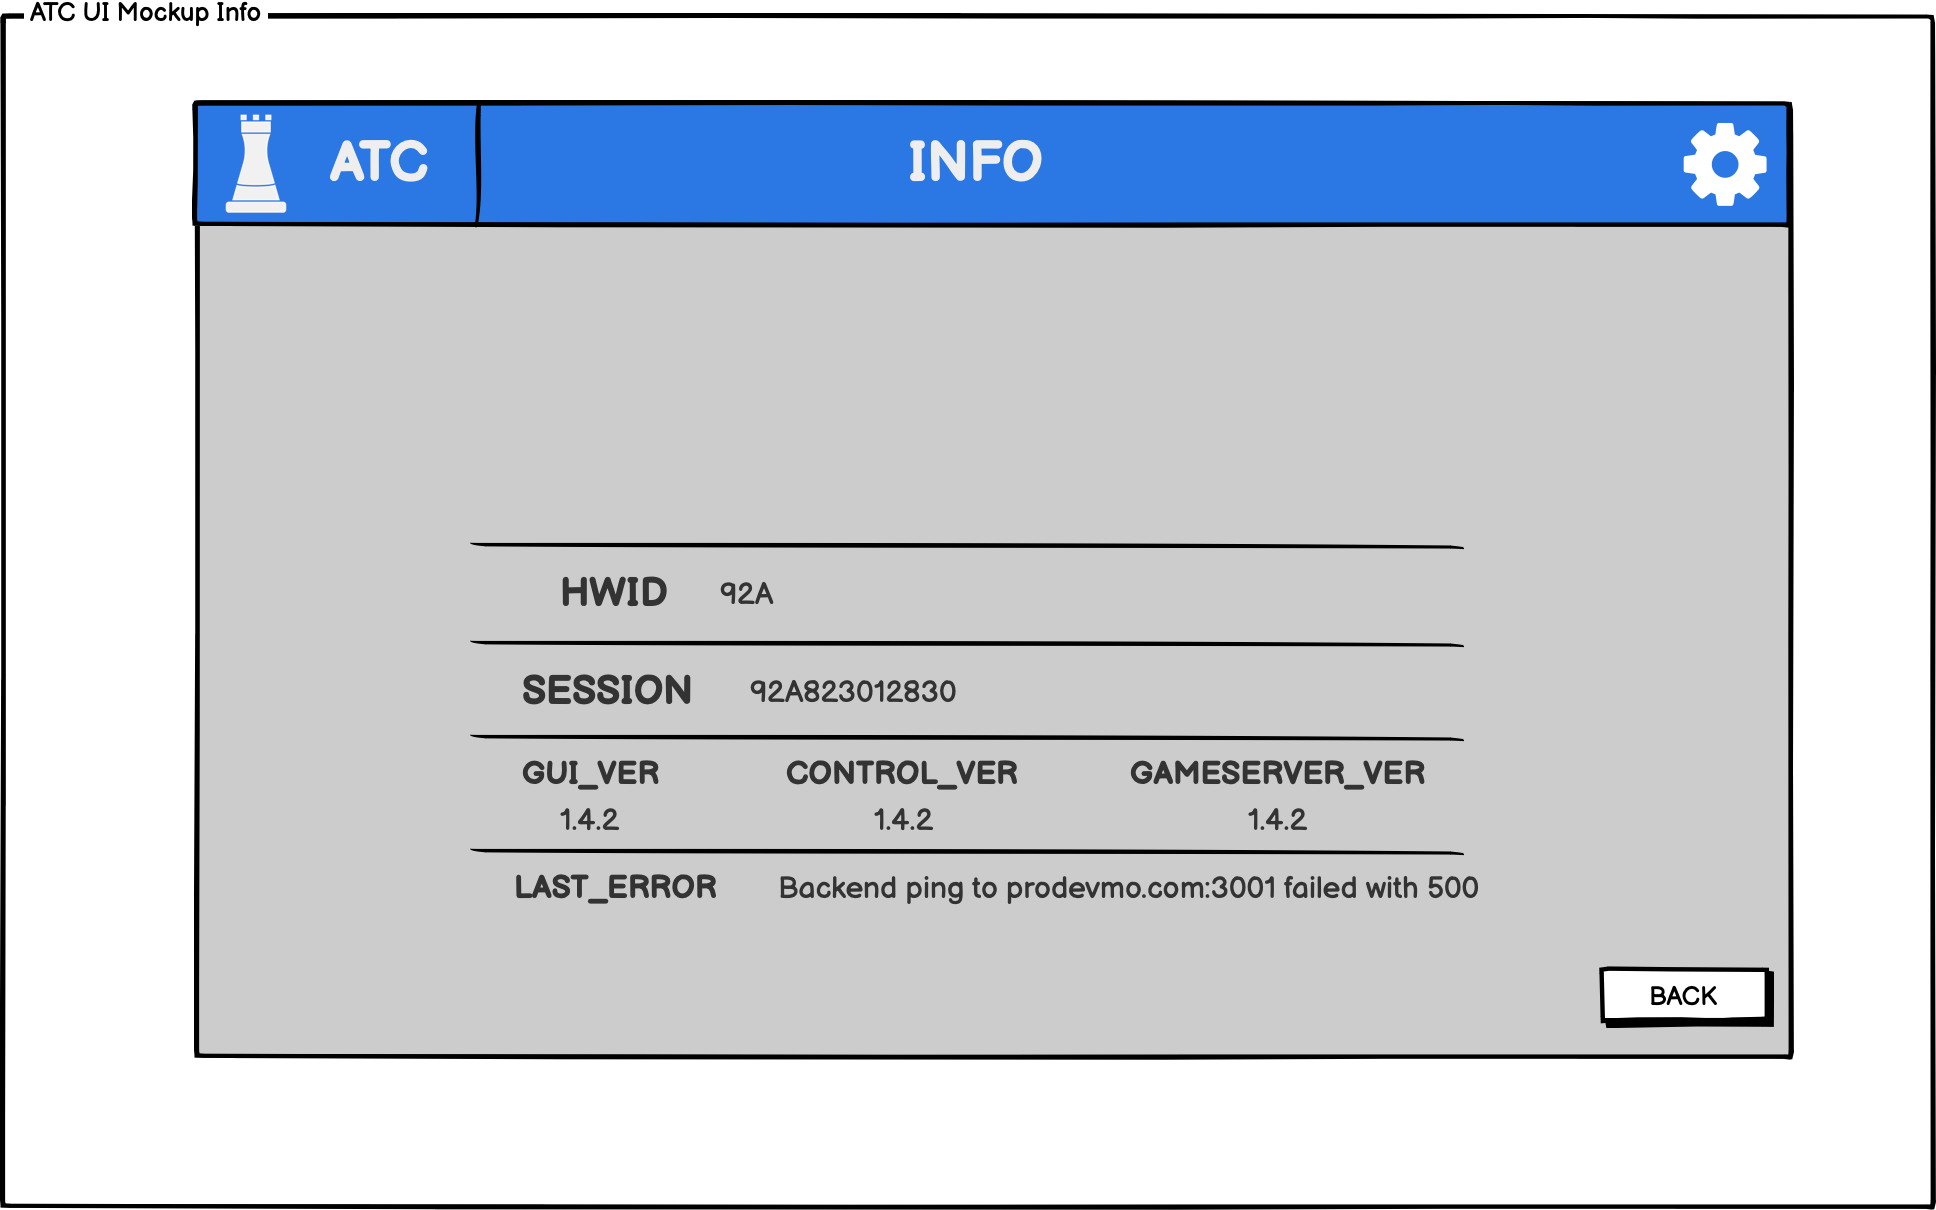 ATC UI Mockup Info
ATC
INFO
HWID 92A
SESSION 92A823012830
GUI_VER CONTROL_VER GAMESERVER_VER
1.4.2 1.4.2 1.4.2
LAST_ERROR Backend ping to prodevmo.com:3001 failed with 500
BACK